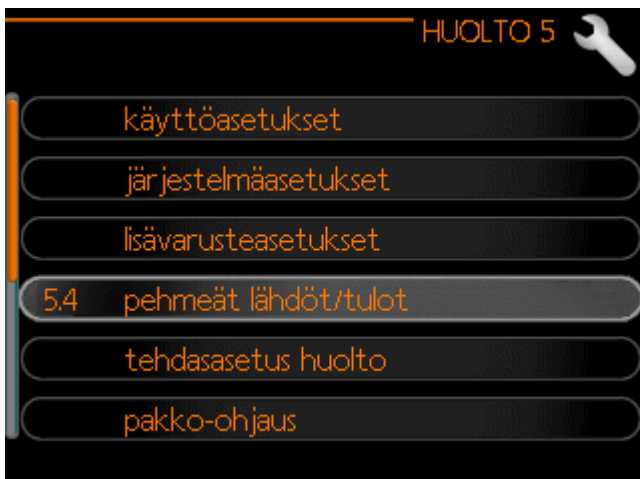 HUOLTO 5
käyttöasetukset
järjestelmäasetukset
lisävarusteasetukset
5.4 pehmeät lähdöt/tulot
tehdasasetus huolto
pakko-ohjaus